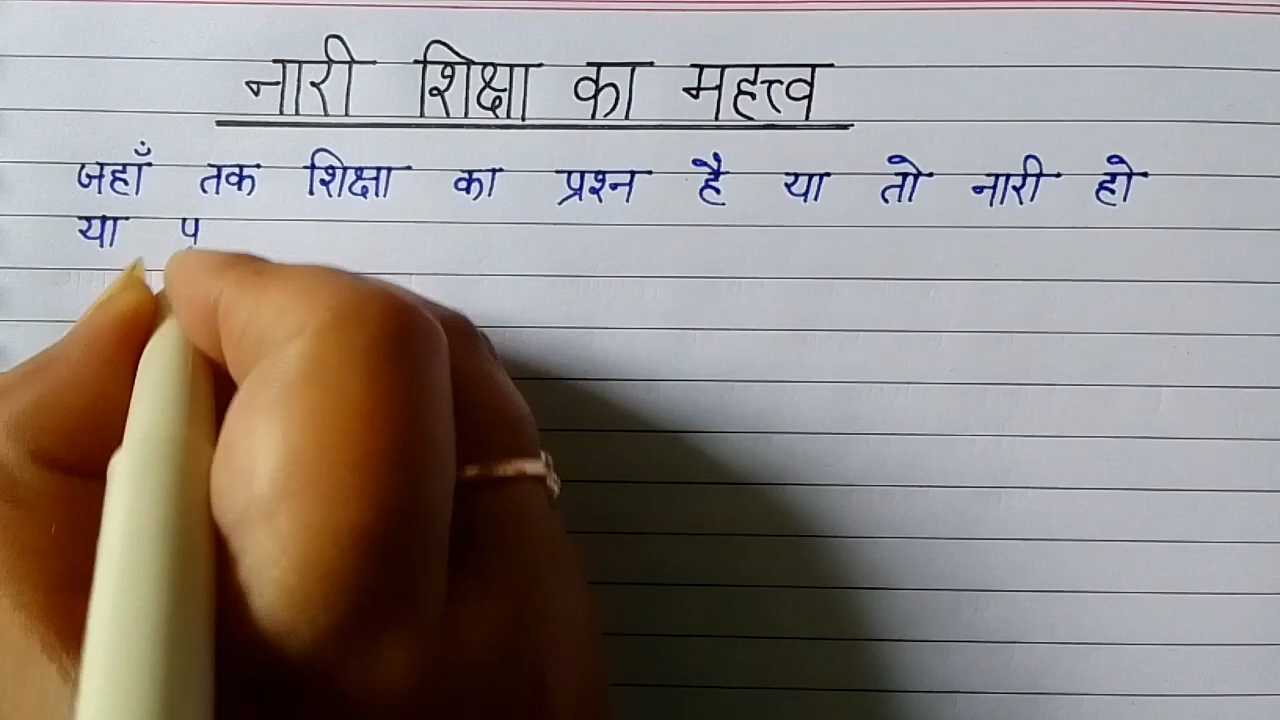 नारी शिक्षा का महत्त्व
जहाँ तक शिक्षा का प्रश्न है या तो नारी हो
या प